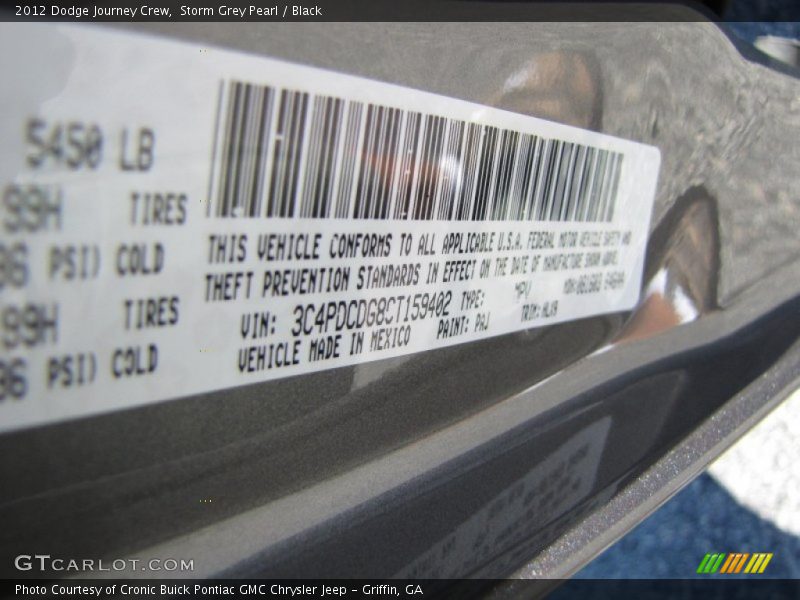 2012 Dodge Journey Crew,  Storm Grey Pearl / Black
5450 LB
99H TIRES
36 PSI) COLD
99H TIRES
36 PSI) COLD
THIS VEHICLE CONFORMS TO ALL APPLICABLE U.S.A. FEDERAL MOTOR VEHICLE SAFETY AND
THEFT PREVENTION STANDARDS IN EFFECT ON THE DATE OF MANUFACTURE SHOWN ABOVE.
VIN: 3C4PDCDG8CT159402 TYPE: MPV
VEHICLE MADE IN MEXICO PAINT: PAJ TRIM:
GTCARLOT.COM
Photo Courtesy of Cronic Buick Pontiac GMC Chrysler Jeep – Griffin, GA